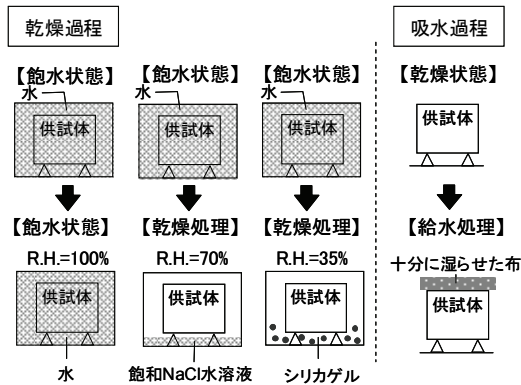 乾燥過程
吸水過程
【飽水状態】
【飽水状態】
【飽水状態】
【乾燥状態】
水
水
水
供試体
供試体
供試体
供試体
【飽水状態】
【乾燥処理】
【乾燥処理】
【給水処理】
R.H.=100%
R.H.=70%
R.H.=35%
十分に湿らせた布
供試体
供試体
供試体
供試体
水
飽和NaCl水溶液
シリカゲル